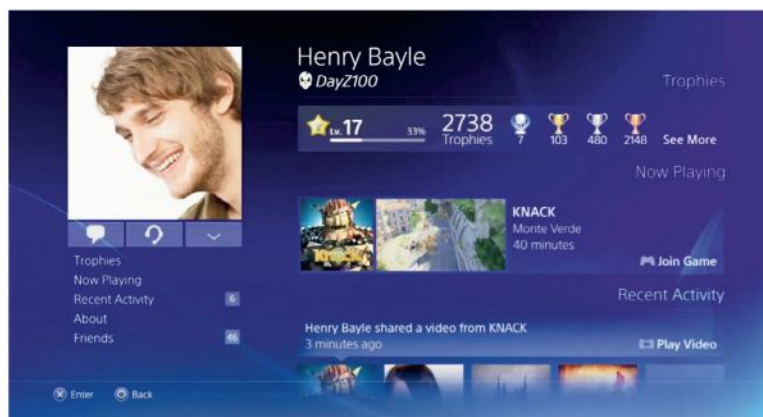 Henry Bayle
DayZ100
Trophies
Lv. 17
33%
2738
Trophies
7
103
480
2148
See More
Now Playing
KNACK
KNACK
Monte Verde
40 minutes
Join Game
Recent Activity
Henry Bayle shared a video from KNACK
3 minutes ago
Play Video
Trophies
Now Playing
Recent Activity 6
About
Friends 46
Enter Back